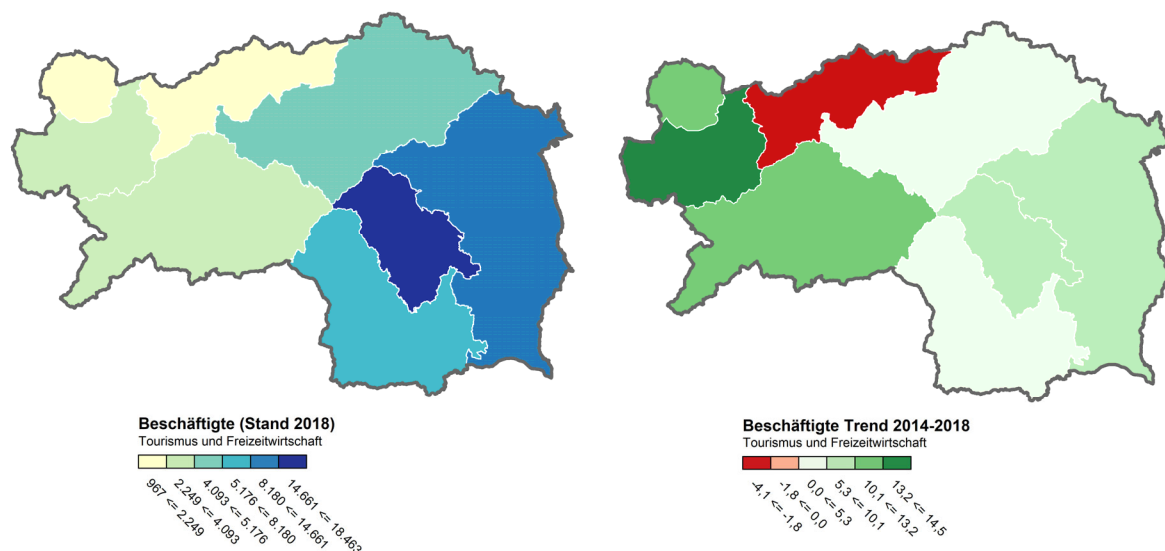 Beschäftigte (Stand 2018)
Tourismus und Freizeitwirtschaft
967 <= 2.249
2.249 <= 4.093
4.093 <= 5.176
5.176 <= 8.180
8.180 <= 14.661
14.661 <= 18.463
Beschäftigte Trend 2014-2018
Tourismus und Freizeitwirtschaft
-4,1 <= -1,8
-1,8 <= 0,0
0,0 <= 5,3
5,3 <= 10,1
10,1 <= 13,2
13,2 <= 14,5